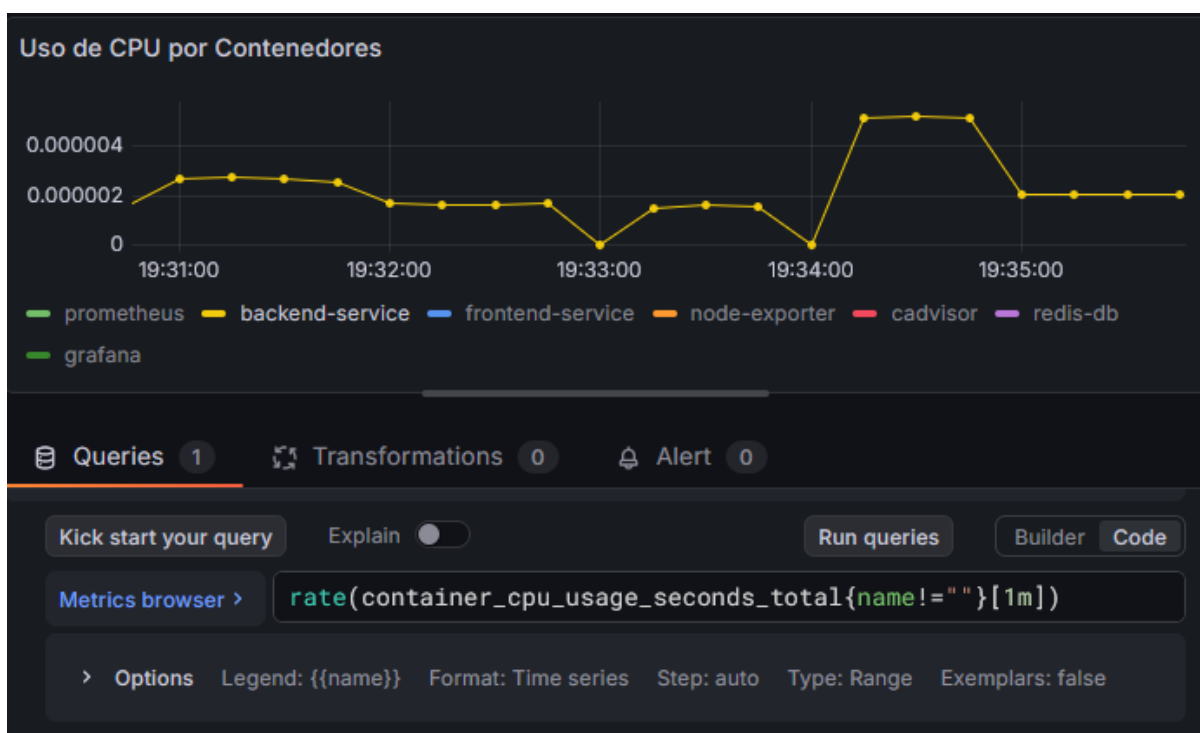 Uso de CPU por Contenedores
0.000004
0.000002
0
19:31:00 19:32:00 19:33:00 19:34:00 19:35:00
prometheus backend-service frontend-service node-exporter cadvisor redis-db
grafana
Queries 1 Transformations 0 Alert 0
Kick start your query Explain Run queries Builder Code
Metrics browser > rate(container_cpu_usage_seconds_total{name!=""}[1m])
> Options Legend: {{name}} Format: Time series Step: auto Type: Range Exemplars: false